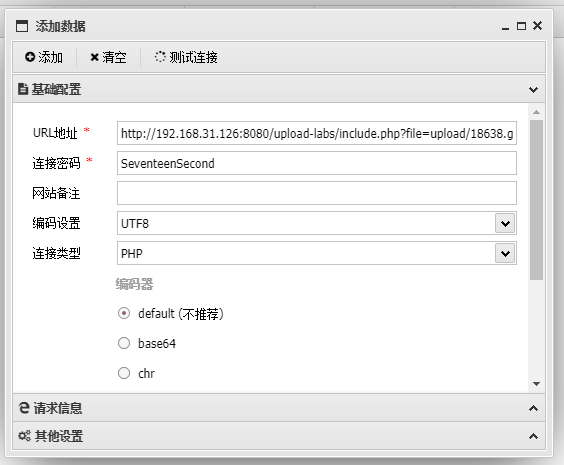 添加数据
添加 清空 测试连接
基础配置
URL地址 * http://192.168.31.126:8080/upload-labs/include.php?file=upload/18638.g
连接密码 * SeventeenSecond
网站备注
编码设置 UTF8
连接类型 PHP
编码器
default (不推荐)
base64
chr
请求信息
其他设置